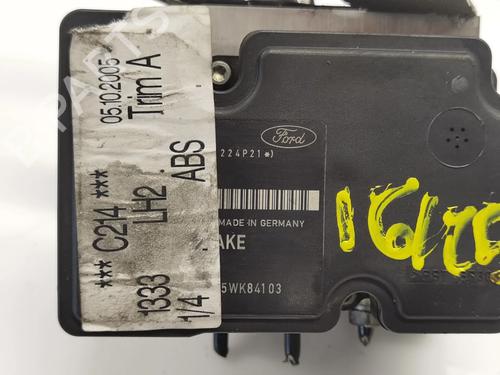 *** C214 ***
05.10.2005
1333 LH2
Trim A
1/4 ABS
Ford
224P21*)
MADE IN GERMANY
AKE
5WK84103